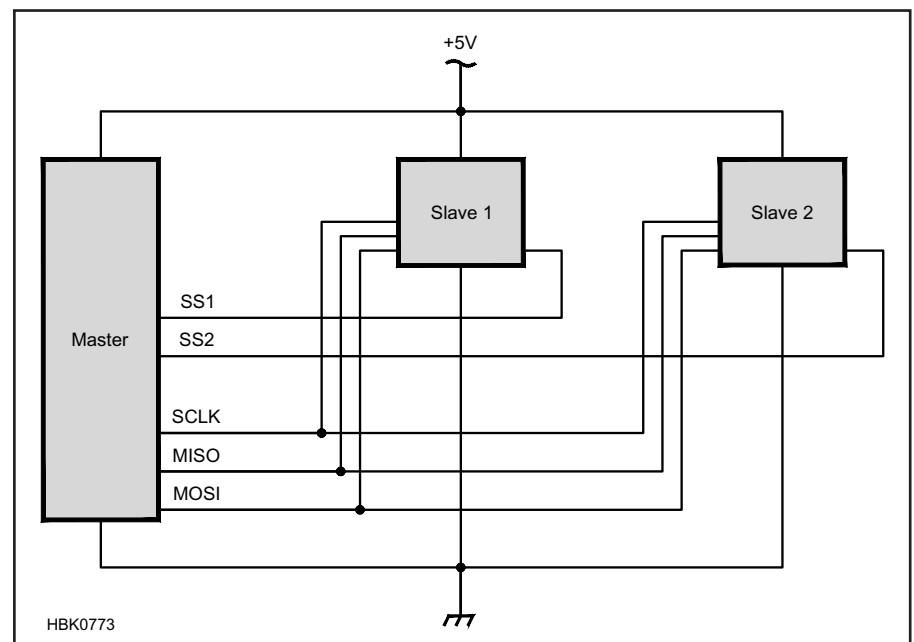 +5V
Slave 1
Slave 2
Master
SS1
SS2
SCLK
MISO
MOSI
HBK0773